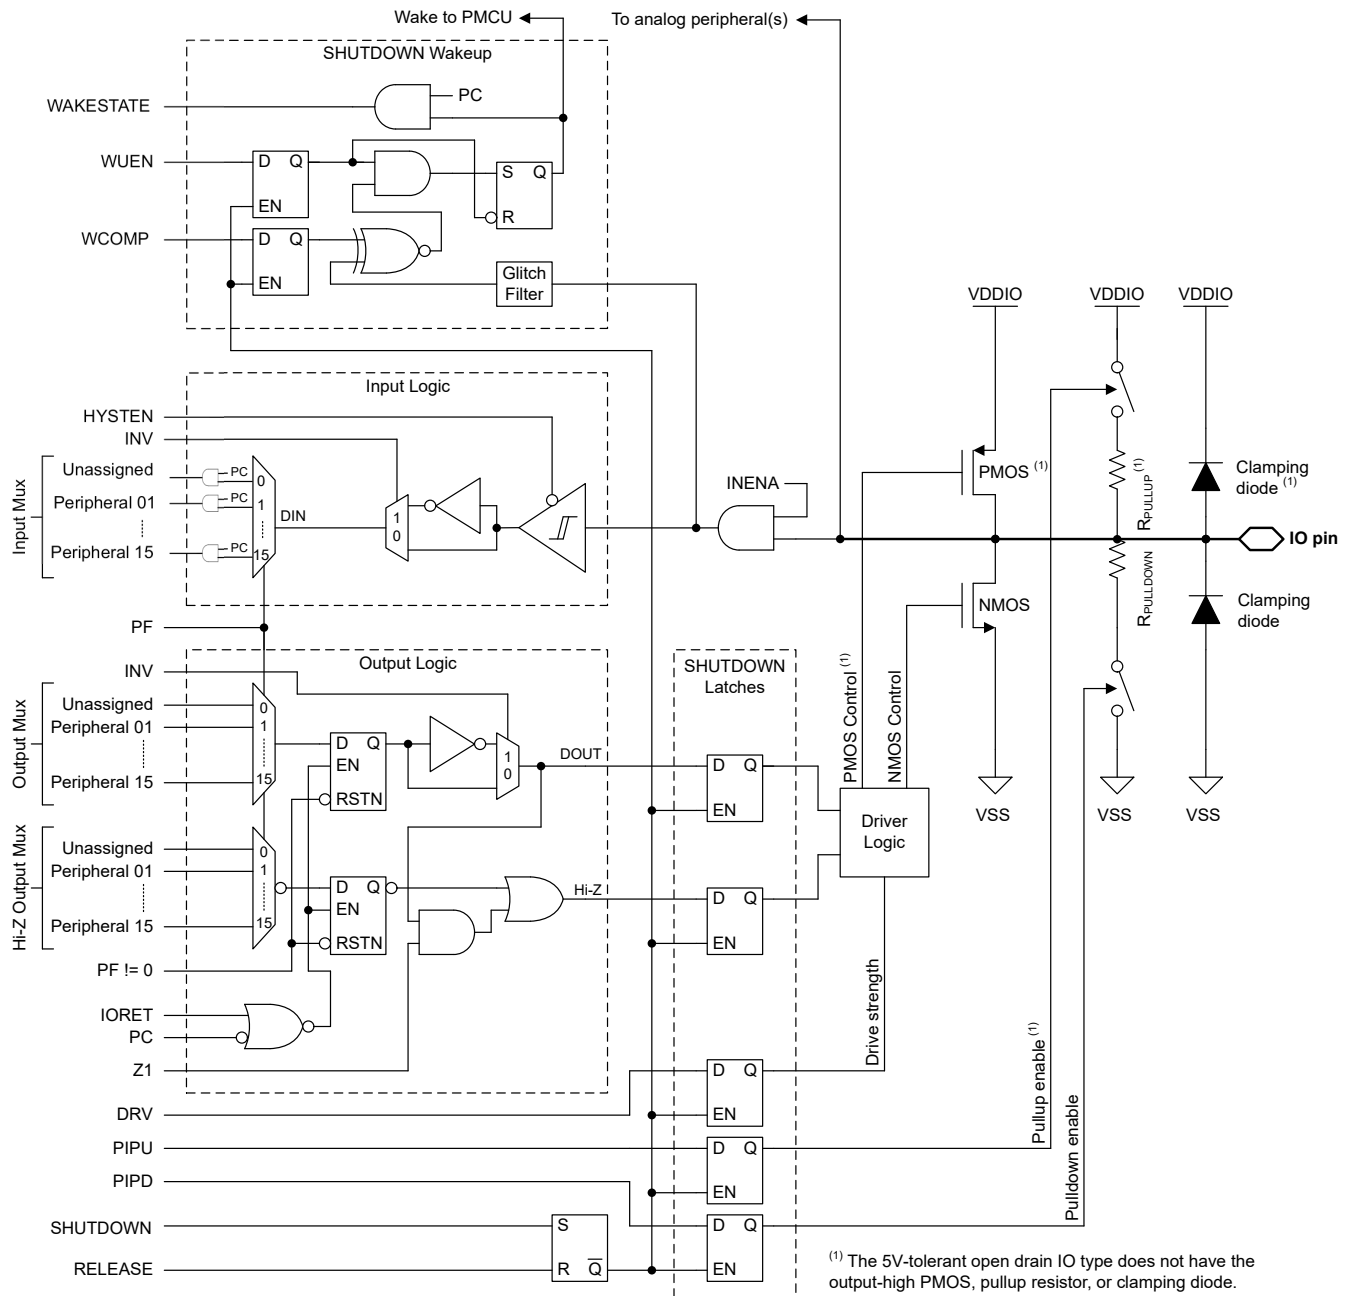 Wake to PMCU
To analog peripheral(s)
SHUTDOWN Wakeup
WAKESTATE
PC
WUEN
D Q
EN
S Q
R
WCOMP
D Q
EN
Glitch
Filter
VDDIO
VDDIO
VDDIO
Input Logic
HYSTEN
INV
Input Mux
Unassigned
PC
0
Peripheral 01
PC
1
Peripheral 15
PC
15
DIN
1
0
INENA
PMOS (1)
RPULLUP (1)
Clamping
diode (1)
IO pin
RPULLDOWN
NMOS
Clamping
diode
PF
Output Logic
INV
Output Mux
Unassigned
0
Peripheral 01
1
Peripheral 15
15
D Q
EN
RSTN
1
0
DOUT
SHUTDOWN
Latches
D Q
EN
PMOS Control (1)
NMOS Control
Driver
Logic
VSS
VSS
VSS
Hi-Z Output Mux
Unassigned
0
Peripheral 01
1
Peripheral 15
15
D Q
EN
RSTN
Hi-Z
D Q
EN
PF != 0
IORET
PC
Z1
Drive strength
DRV
D Q
EN
PIPU
D Q
EN
Pullup enable (1)
PIPD
Pulldown enable
SHUTDOWN
RELEASE
S
R Q̅
D Q
EN
(1) The 5V-tolerant open drain IO type does not have the
output-high PMOS, pullup resistor, or clamping diode.